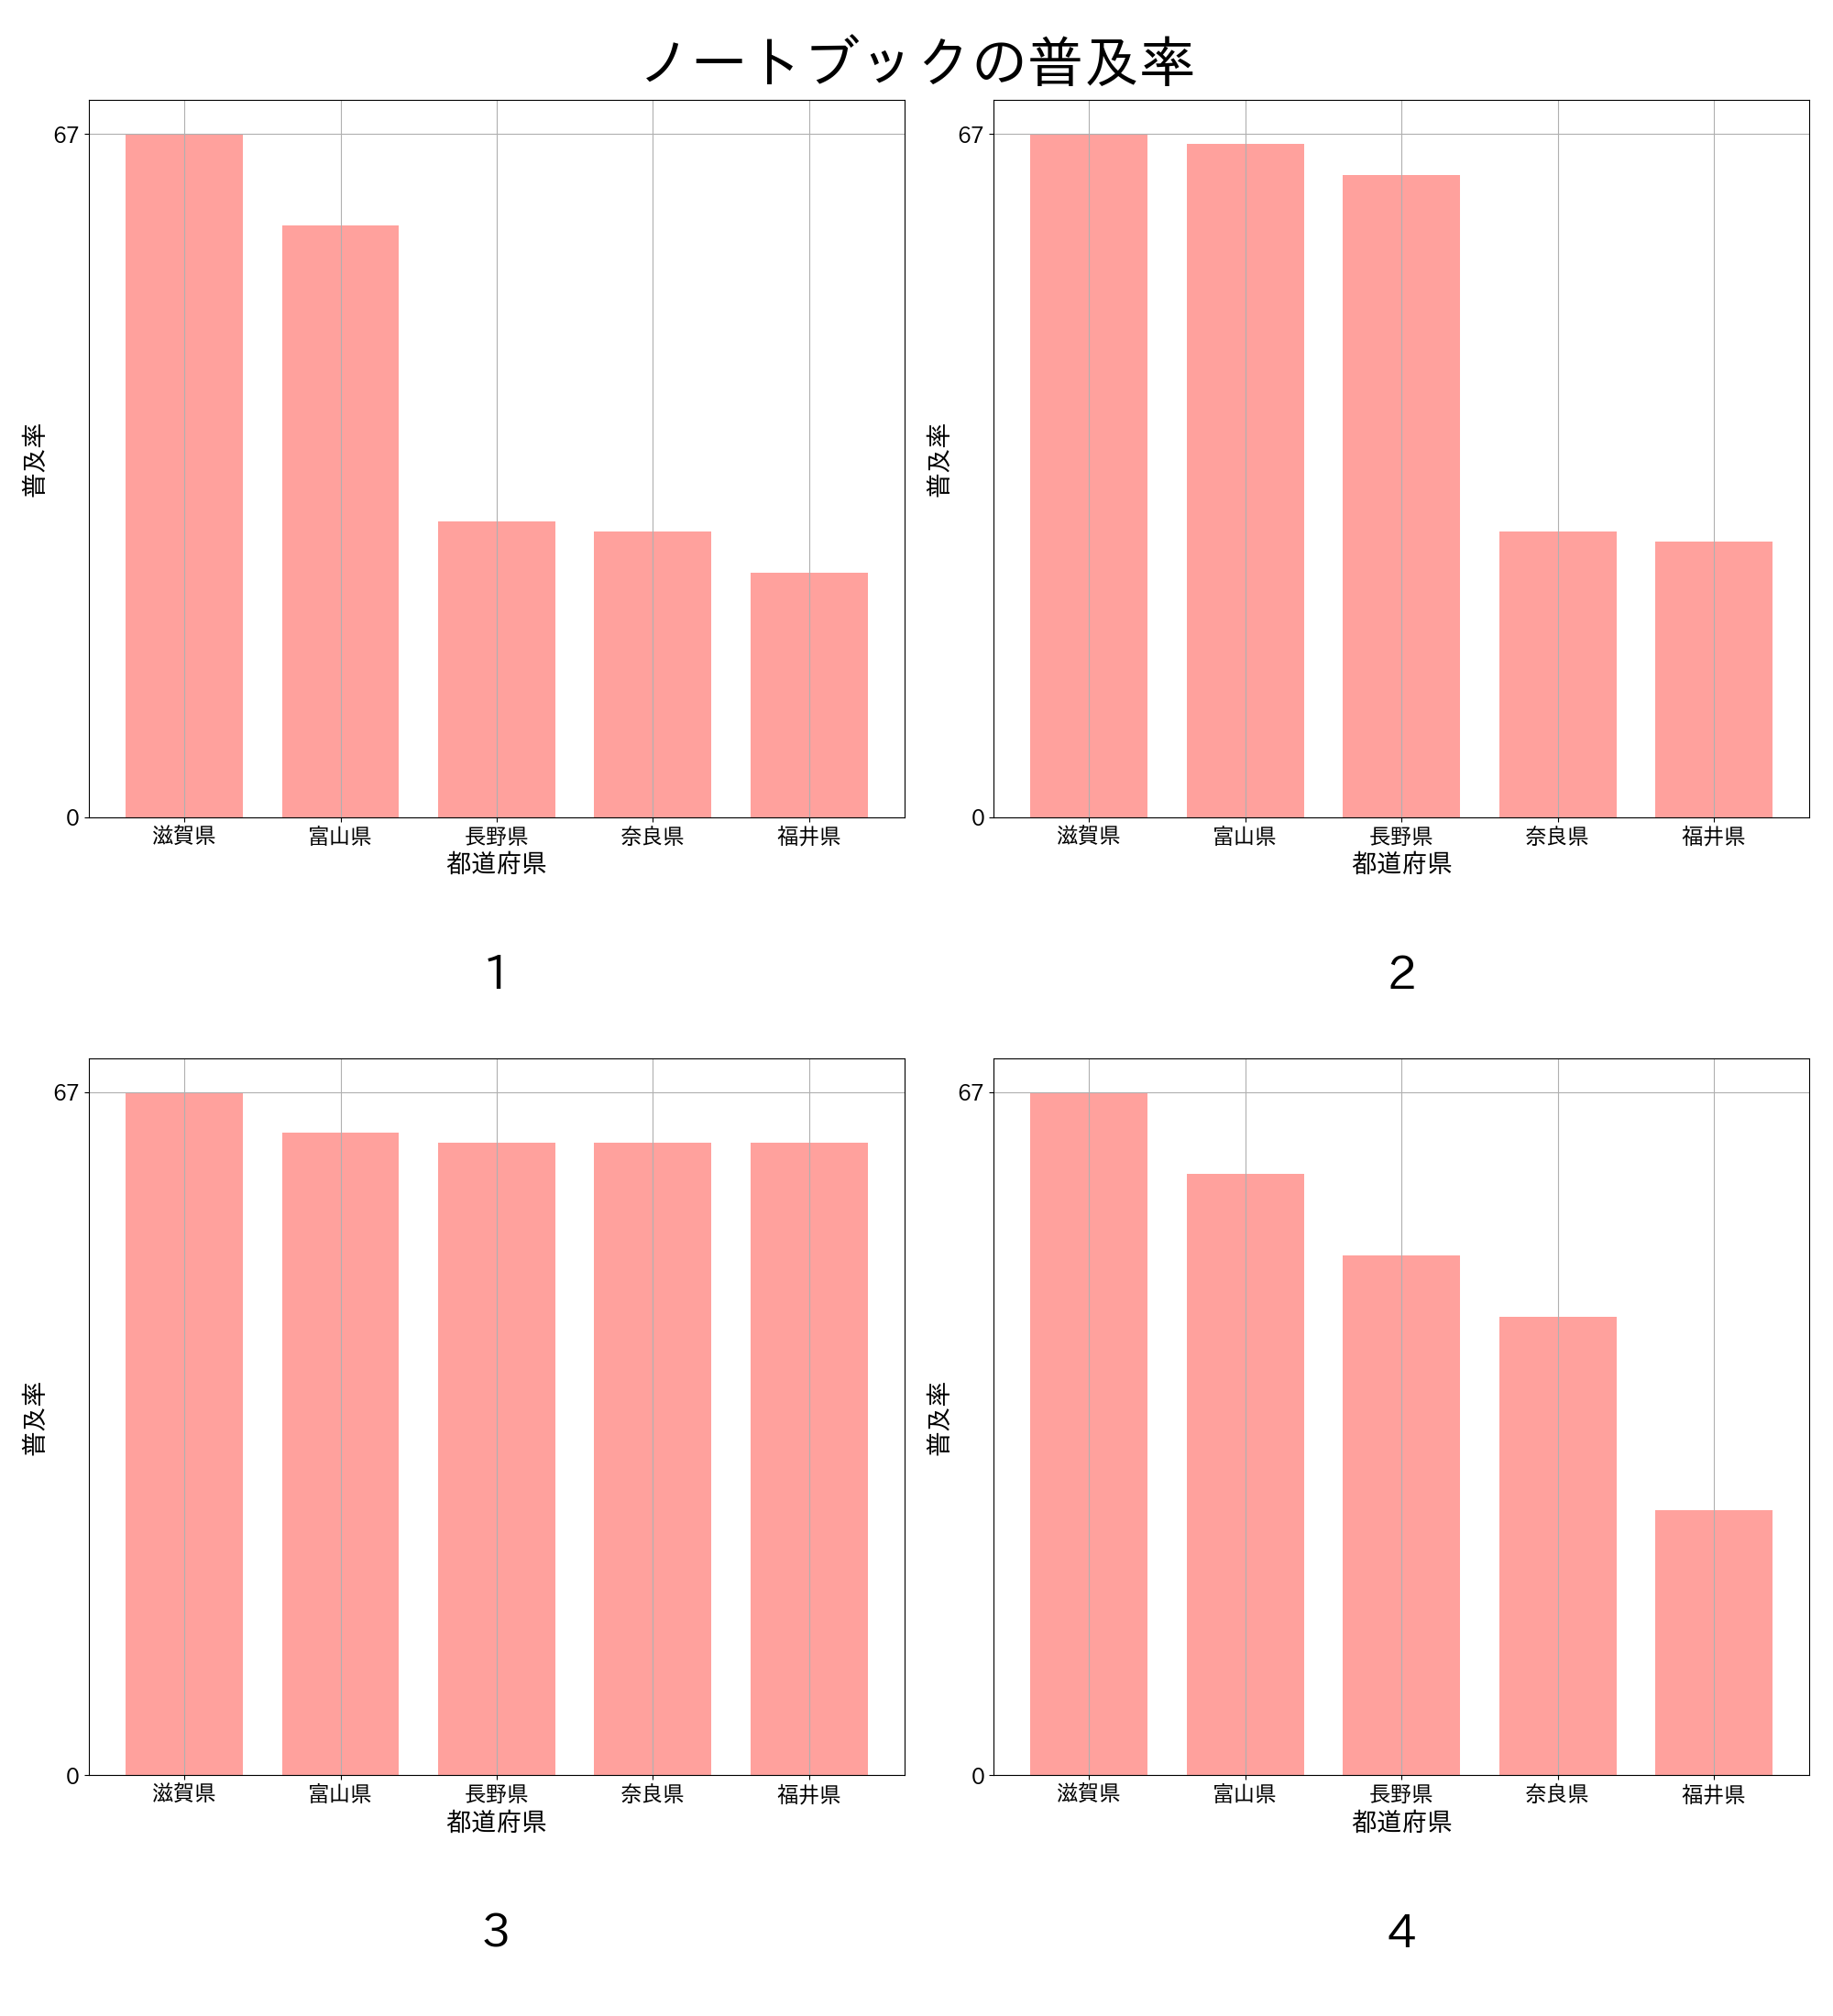 ノートブックの普及率
67
0
普及率
滋賀県 富山県 長野県 奈良県 福井県
都道府県
1
67
0
普及率
滋賀県 富山県 長野県 奈良県 福井県
都道府県
2
67
0
普及率
滋賀県 富山県 長野県 奈良県 福井県
都道府県
3
67
0
普及率
滋賀県 富山県 長野県 奈良県 福井県
都道府県
4